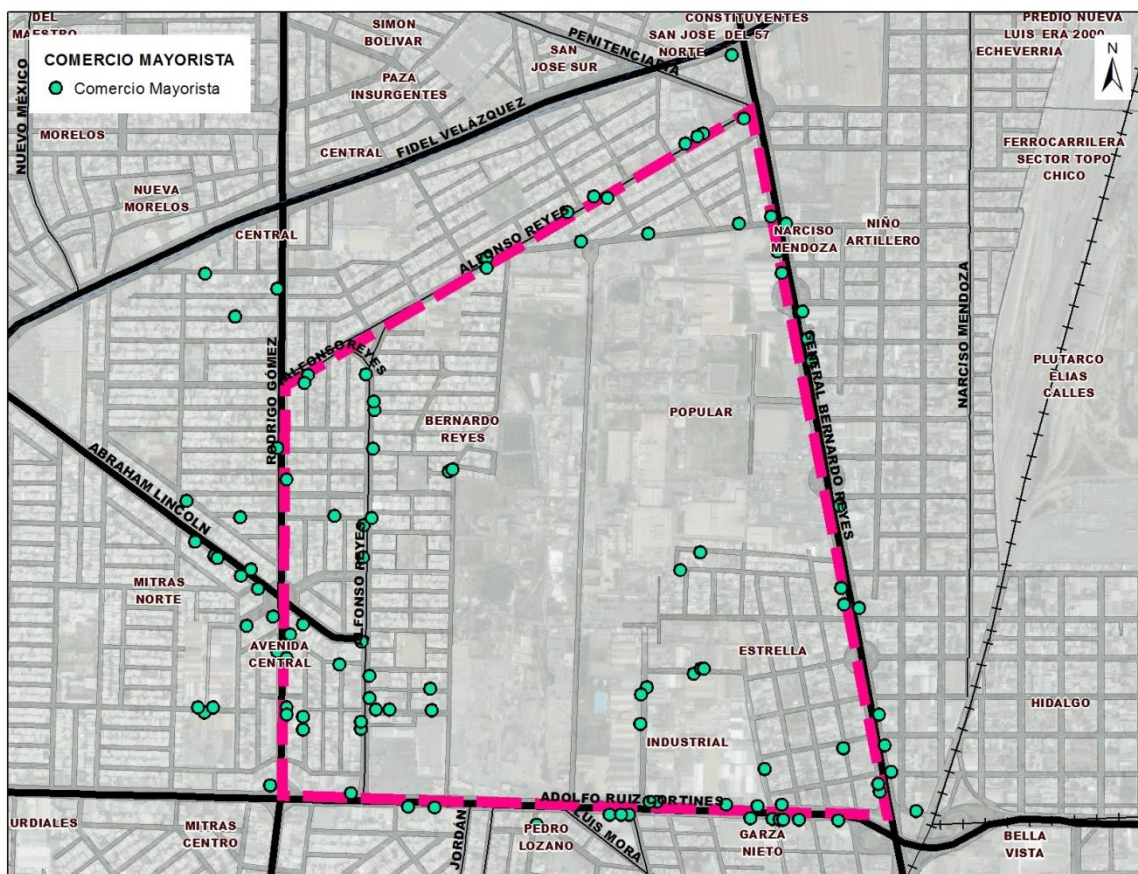 DEL
MAESTRO
SIMON
BOLIVAR
CONSTITUYENTES
SAN JOSE DEL 57
NORTE
PREDIO NUEVA
LUIS ERA 2000
ECHEVERRIA
COMERCIO MAYORISTA
Comercio Mayorista
PENITENCIARIA
SAN
JOSE SUR
N
PAZA
INSURGENTES
NUEVO MÉXICO
MORELOS
FIDEL VELÁZQUEZ
CENTRAL
FERROCARRILERA
SECTOR TOPO
CHICO
NUEVA
MORELOS
CENTRAL
ALFONSO REYES
NARCISO
MENDOZA
NIÑO
ARTILLERO
NARCISO MENDOZA
ALFONSO REYES
RODRIGO GÓMEZ
GENERAL BERNARDO REYES
PLUTARCO
ELIAS
CALLES
BERNARDO
REYES
POPULAR
ABRAHAM LINCOLN
ALFONSO REYES
MITRAS
NORTE
AVENIDA
CENTRAL
ESTRELLA
HIDALGO
INDUSTRIAL
ADOLFO RUIZ CORTINES
URDIALES
MITRAS
CENTRO
JORDÁN
PEDRO
LOZANO
LUIS MORA
GARZA
NIETO
BELLA
VISTA